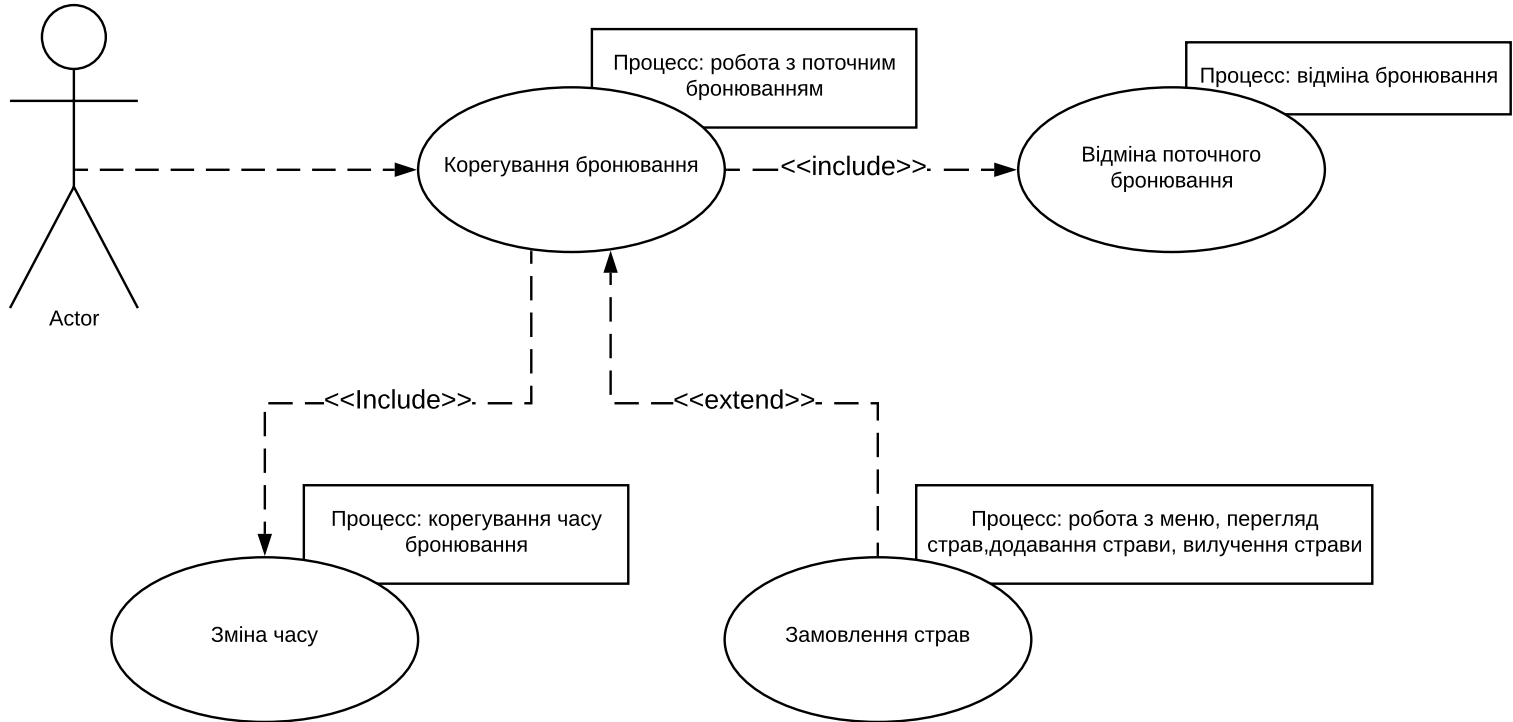 Процесс: робота з поточним
бронюванням
Процесс: відміна бронювання
Корегування бронювання
<<include>>
Відміна поточного
бронювання
Actor
<<Include>>
<<extend>>
Процесс: корегування часу
бронювання
Процесс: робота з меню, перегляд
страв,додавання страви, вилучення страви
Зміна часу
Замовлення страв